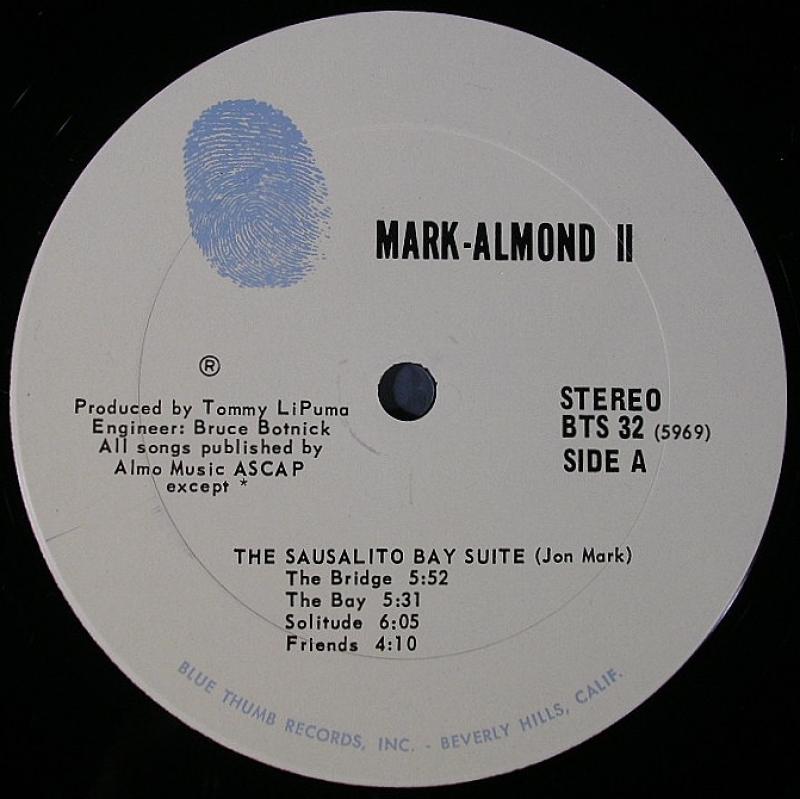 MARK-ALMOND II
®
Produced by Tommy LiPuma
Engineer: Bruce Botnick
All songs published by
Almo Music ASCAP
except *
STEREO
BTS 32 (5969)
SIDE A
THE SAUSALITO BAY SUITE (Jon Mark)
The Bridge 5:52
The Bay 5:31
Solitude 6:05
Friends 4:10
BLUE THUMB RECORDS, INC. - BEVERLY HILLS, CALIF.